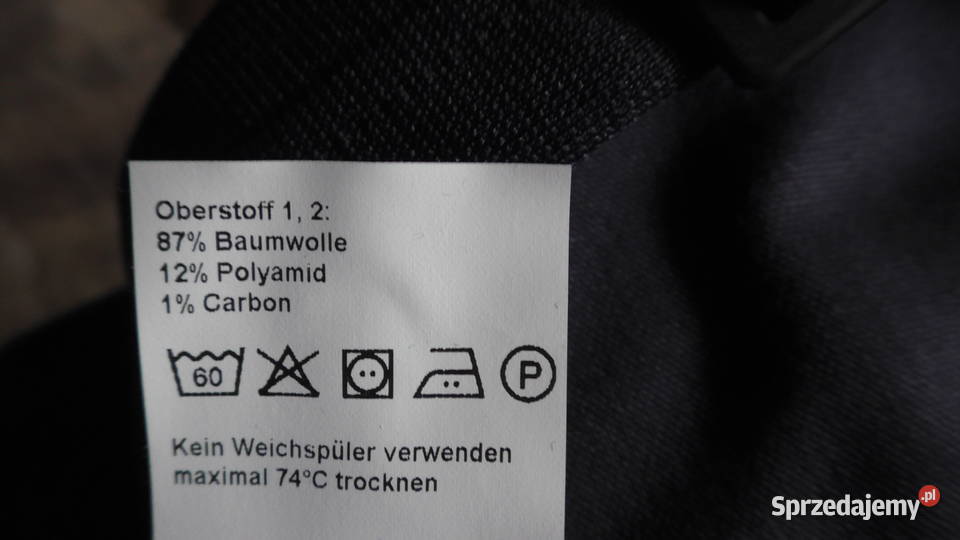 Oberstoff 1, 2:
87% Baumwolle
12% Polyamid
1% Carbon
60
P
Kein Weichspüler verwenden
maximal 74°C trocknen
Sprzedajemy.pl